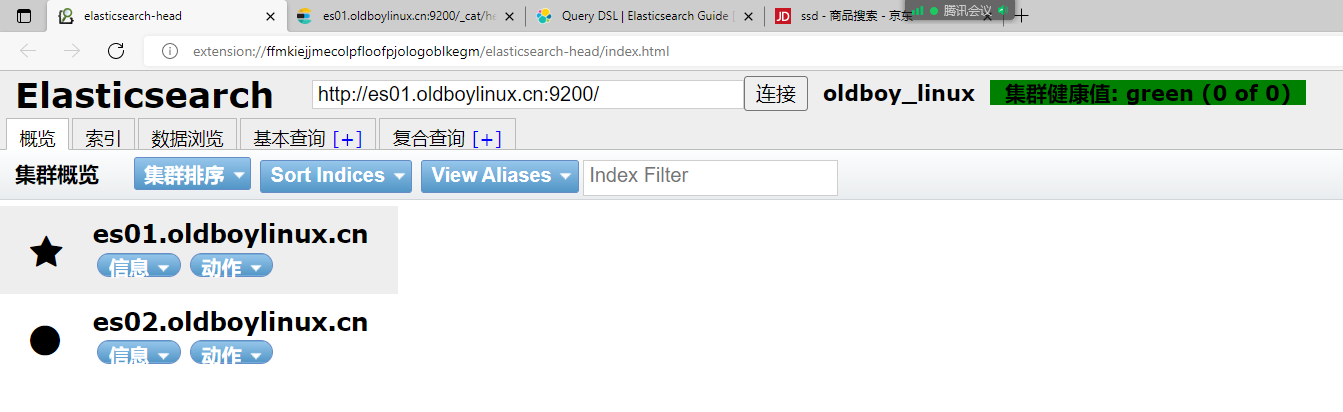 elasticsearch-head
es01.oldboylinux.cn:9200/_cat/he
Query DSL | Elasticsearch Guide |
ssd - 商品搜索 - 京东
腾讯会议
extension://ffmkiejjmecolpfloofpjologoblkegm/elasticsearch-head/index.html
Elasticsearch
http://es01.oldboylinux.cn:9200/
连接
oldboy_linux
集群健康值: green (0 of 0)
概览
索引
数据浏览
基本查询 [+]
复合查询 [+]
集群概览
集群排序
Sort Indices
View Aliases
Index Filter
es01.oldboylinux.cn
信息
动作
es02.oldboylinux.cn
信息
动作